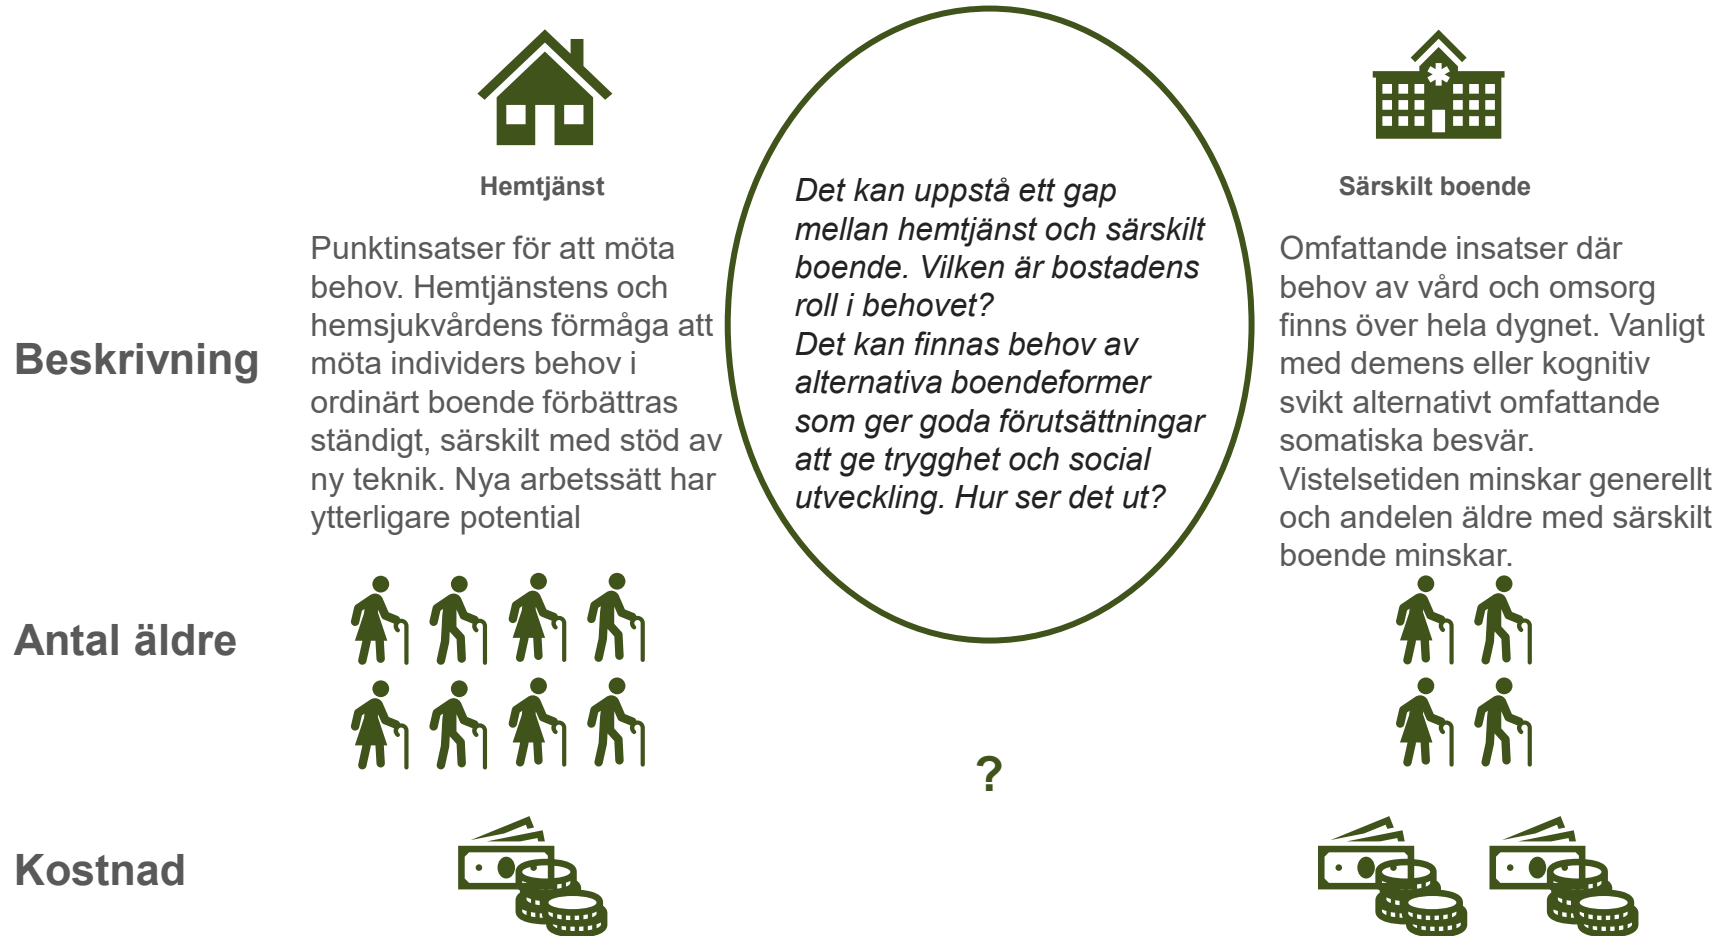 Hemtjänst
Särskilt boende
Beskrivning
Punktinsatser för att möta
behov. Hemtjänstens och
hemsjukvårdens förmåga att
möta individers behov i
ordinärt boende förbättras
ständigt, särskilt med stöd av
ny teknik. Nya arbetssätt har
ytterligare potential
Det kan uppstå ett gap
mellan hemtjänst och särskilt
boende. Vilken är bostadens
roll i behovet?
Det kan finnas behov av
alternativa boendeformer
som ger goda förutsättningar
att ge trygghet och social
utveckling. Hur ser det ut?
Omfattande insatser där
behov av vård och omsorg
finns över hela dygnet. Vanligt
med demens eller kognitiv
svikt alternativt omfattande
somatiska besvär.
Vistelsetiden minskar generellt
och andelen äldre med särskilt
boende minskar.
Antal äldre
?
Kostnad